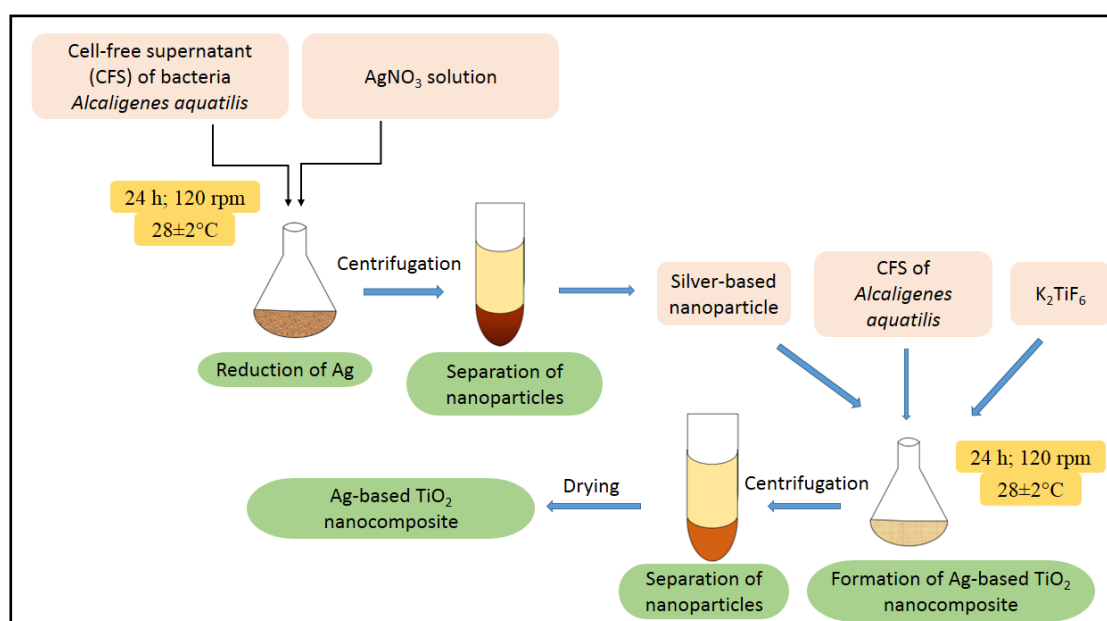 Cell-free supernatant
(CFS) of bacteria
Alcaligenes aquatilis
AgNO₃ solution
24 h; 120 rpm
28±2°C
Centrifugation
Reduction of Ag
Separation of
nanoparticles
Silver-based
nanoparticle
CFS of
Alcaligenes
aquatilis
K₂TiF₆
24 h; 120 rpm
28±2°C
Formation of Ag-based TiO₂
nanocomposite
Centrifugation
Separation of
nanoparticles
Drying
Ag-based TiO₂
nanocomposite